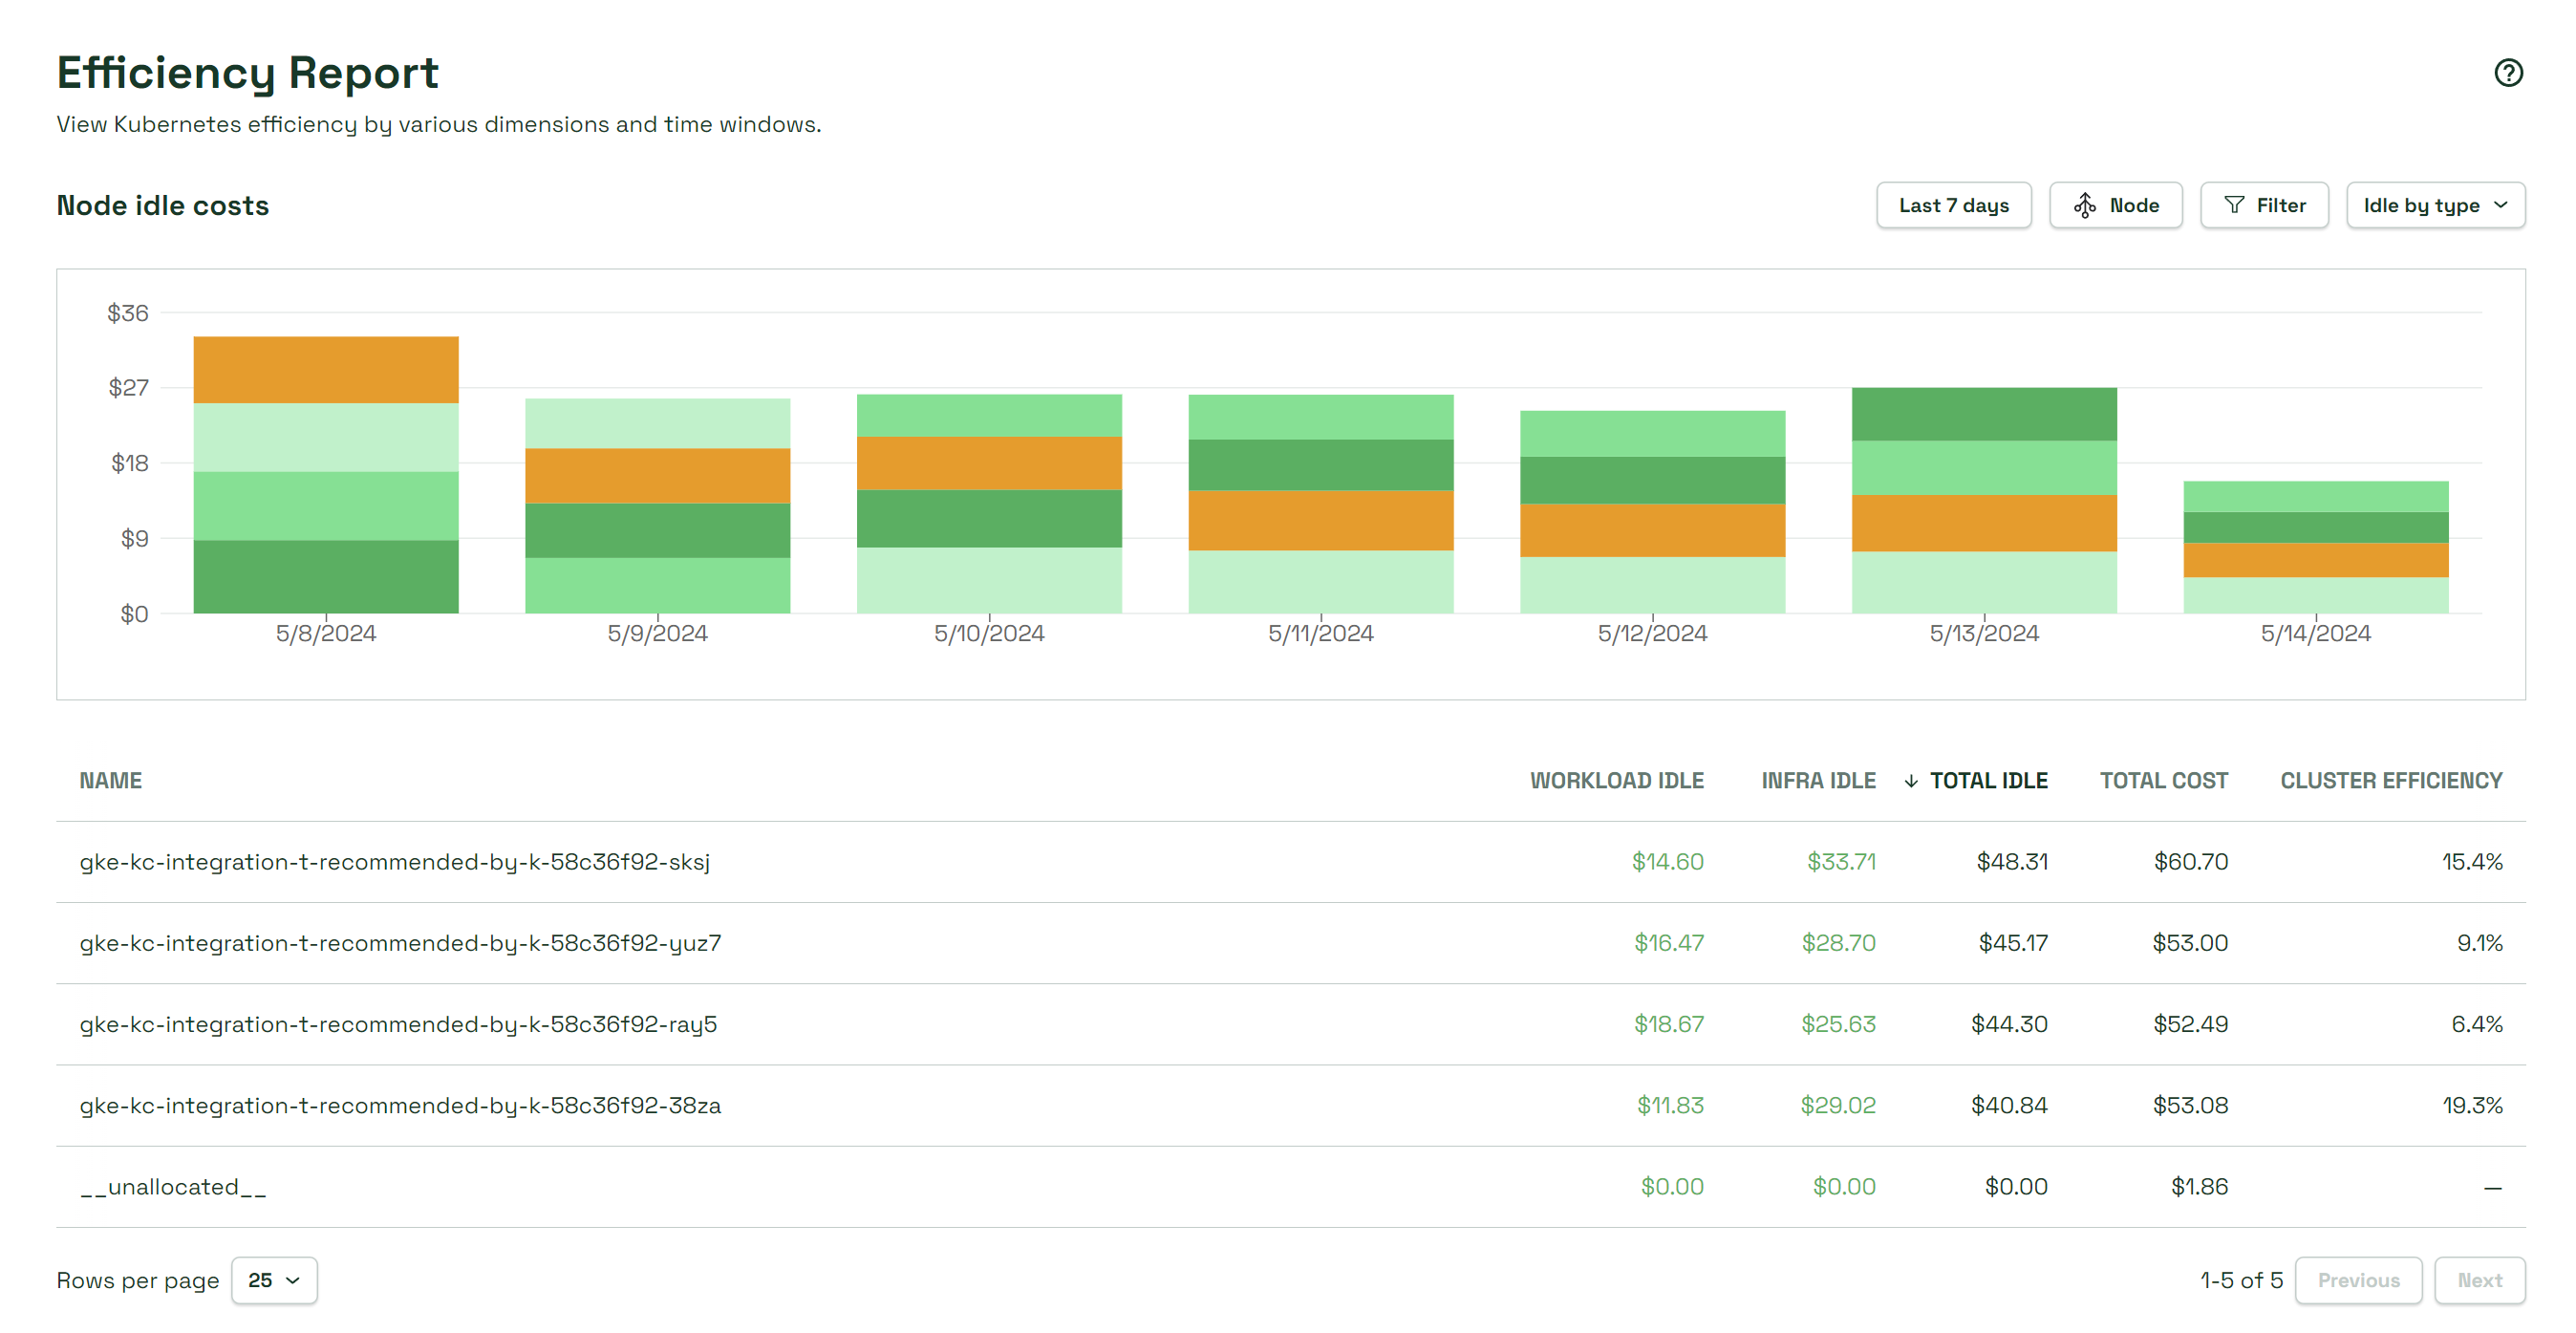 Efficiency Report
View Kubernetes efficiency by various dimensions and time windows.
Node idle costs
Last 7 days
Node
Filter
Idle by type
$36
$27
$18
$9
$0
5/8/2024 5/9/2024 5/10/2024 5/11/2024 5/12/2024 5/13/2024 5/14/2024
NAME WORKLOAD IDLE INFRA IDLE TOTAL IDLE TOTAL COST CLUSTER EFFICIENCY
gke-kc-integration-t-recommended-by-k-58c36f92-sksj $14.60 $33.71 $48.31 $60.70 15.4%
gke-kc-integration-t-recommended-by-k-58c36f92-yuz7 $16.47 $28.70 $45.17 $53.00 9.1%
gke-kc-integration-t-recommended-by-k-58c36f92-ray5 $18.67 $25.63 $44.30 $52.49 6.4%
gke-kc-integration-t-recommended-by-k-58c36f92-38za $11.83 $29.02 $40.84 $53.08 19.3%
__unallocated__ $0.00 $0.00 $0.00 $1.86 —
Rows per page 25 1-5 of 5 Previous Next